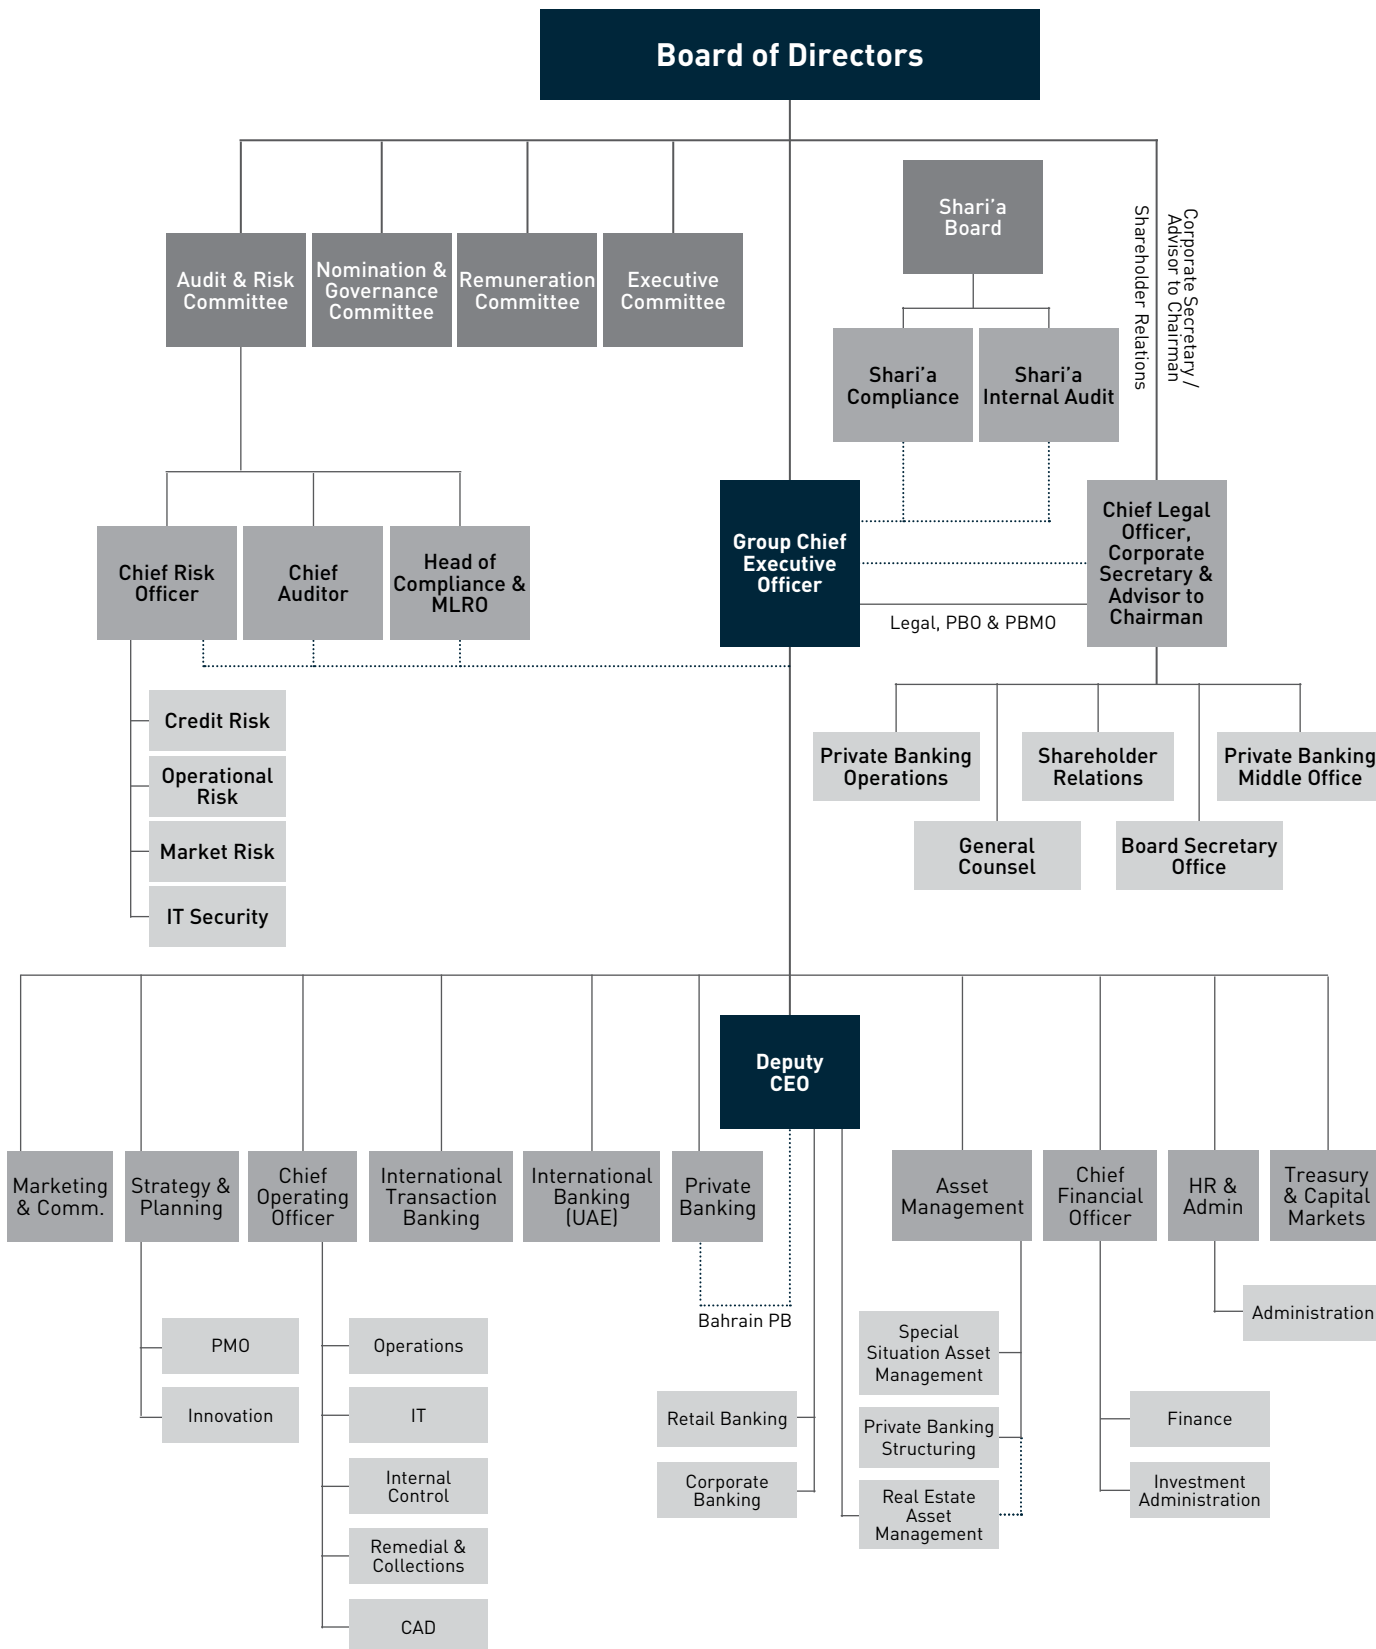 Board of Directors
Shari’a
Board
Corporate Secretary /
Advisor to Chairman
Shareholder Relations
Audit & Risk
Committee
Nomination &
Governance
Committee
Remuneration
Committee
Executive
Committee
Shari’a
Compliance
Shari’a
Internal Audit
Group Chief
Executive
Officer
Chief Legal
Officer,
Corporate
Secretary &
Advisor to
Chairman
Legal, PBO & PBMO
Chief Risk
Officer
Chief
Auditor
Head of
Compliance &
MLRO
Credit Risk
Operational
Risk
Market Risk
IT Security
Private Banking
Operations
Shareholder
Relations
Private Banking
Middle Office
General
Counsel
Board Secretary
Office
Deputy
CEO
Marketing
& Comm.
Strategy &
Planning
Chief
Operating
Officer
International
Transaction
Banking
International
Banking
(UAE)
Private
Banking
Asset
Management
Chief
Financial
Officer
HR &
Admin
Treasury
& Capital
Markets
Bahrain PB
PMO
Innovation
Operations
IT
Internal
Control
Remedial &
Collections
CAD
Retail Banking
Corporate
Banking
Special
Situation Asset
Management
Private Banking
Structuring
Real Estate
Asset
Management
Finance
Investment
Administration
Administration